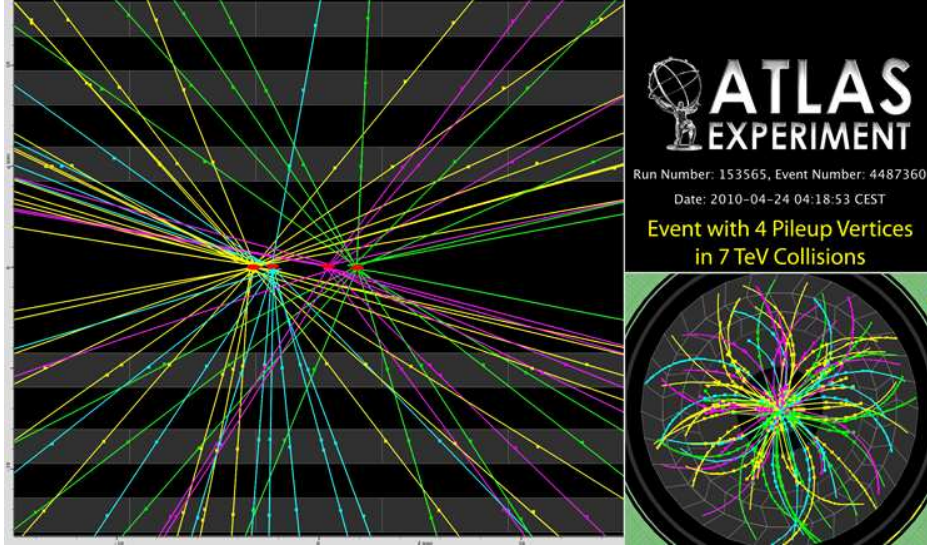 ATLAS
EXPERIMENT
Run Number: 153565, Event Number: 4487360
Date: 2010-04-24 04:18:53 CEST
Event with 4 Pileup Vertices
in 7 TeV Collisions